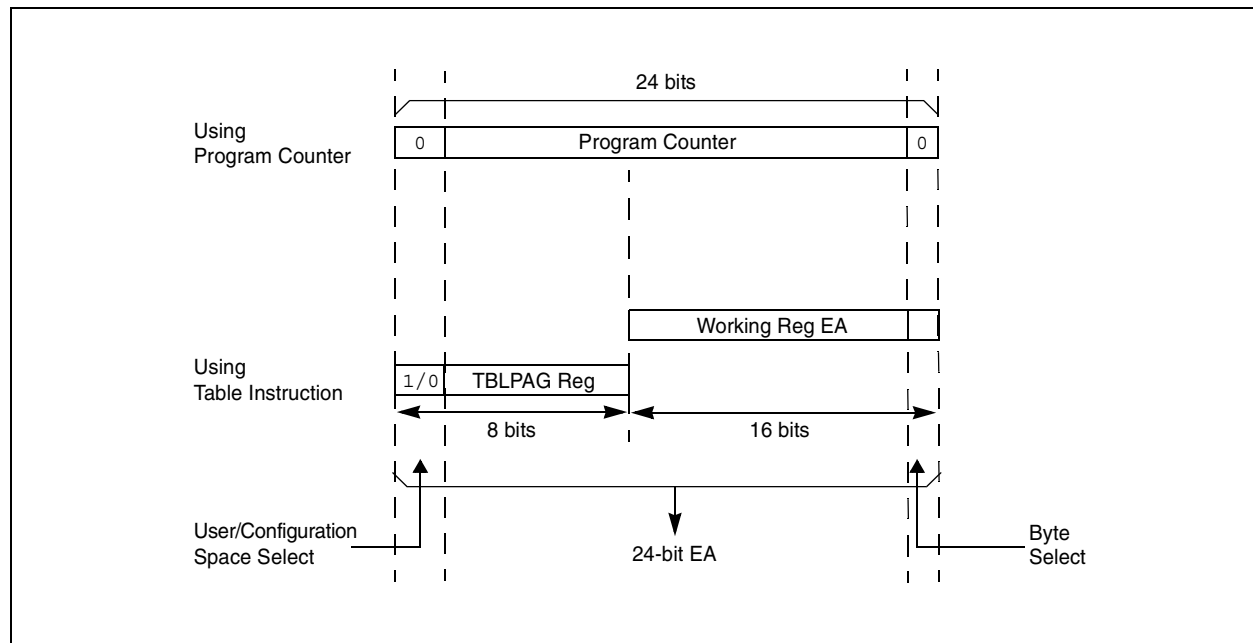 24 bits
Using
Program Counter
0
Program Counter
0
Working Reg EA
Using
Table Instruction
1/0
TBLPAG Reg
8 bits
16 bits
User/Configuration
Space Select
24-bit EA
Byte
Select